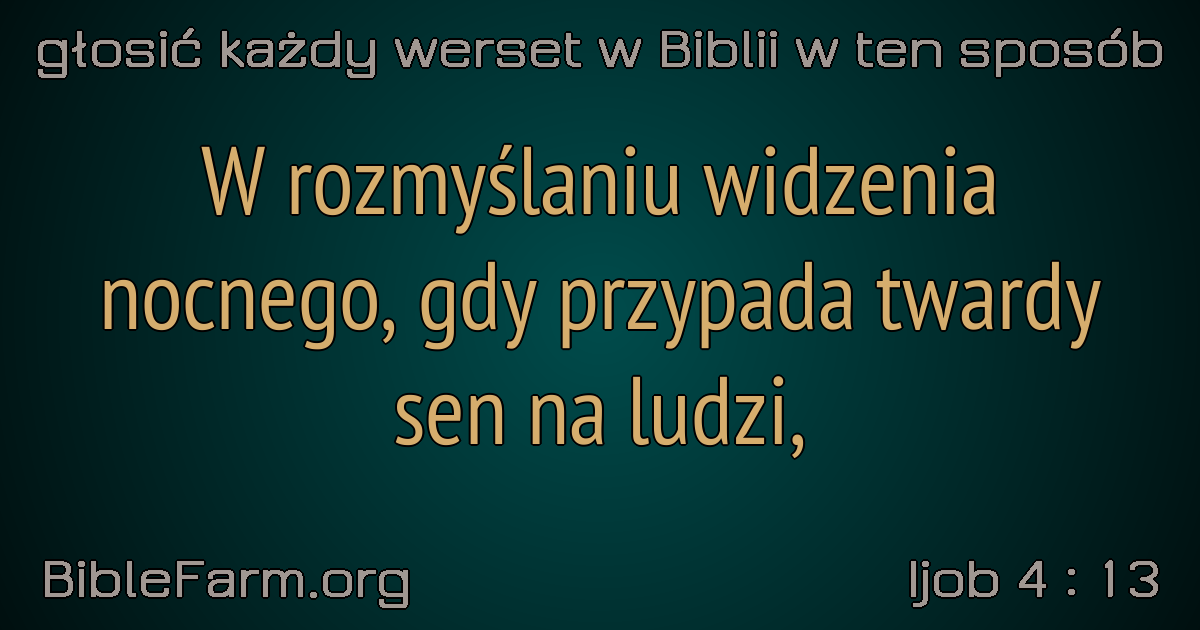 głosić każdy werset w Biblii w ten sposób
W rozmyślaniu widzenia
nocnego, gdy przypada twardy
sen na ludzi,
BibleFarm.org
Ijob 4 : 13